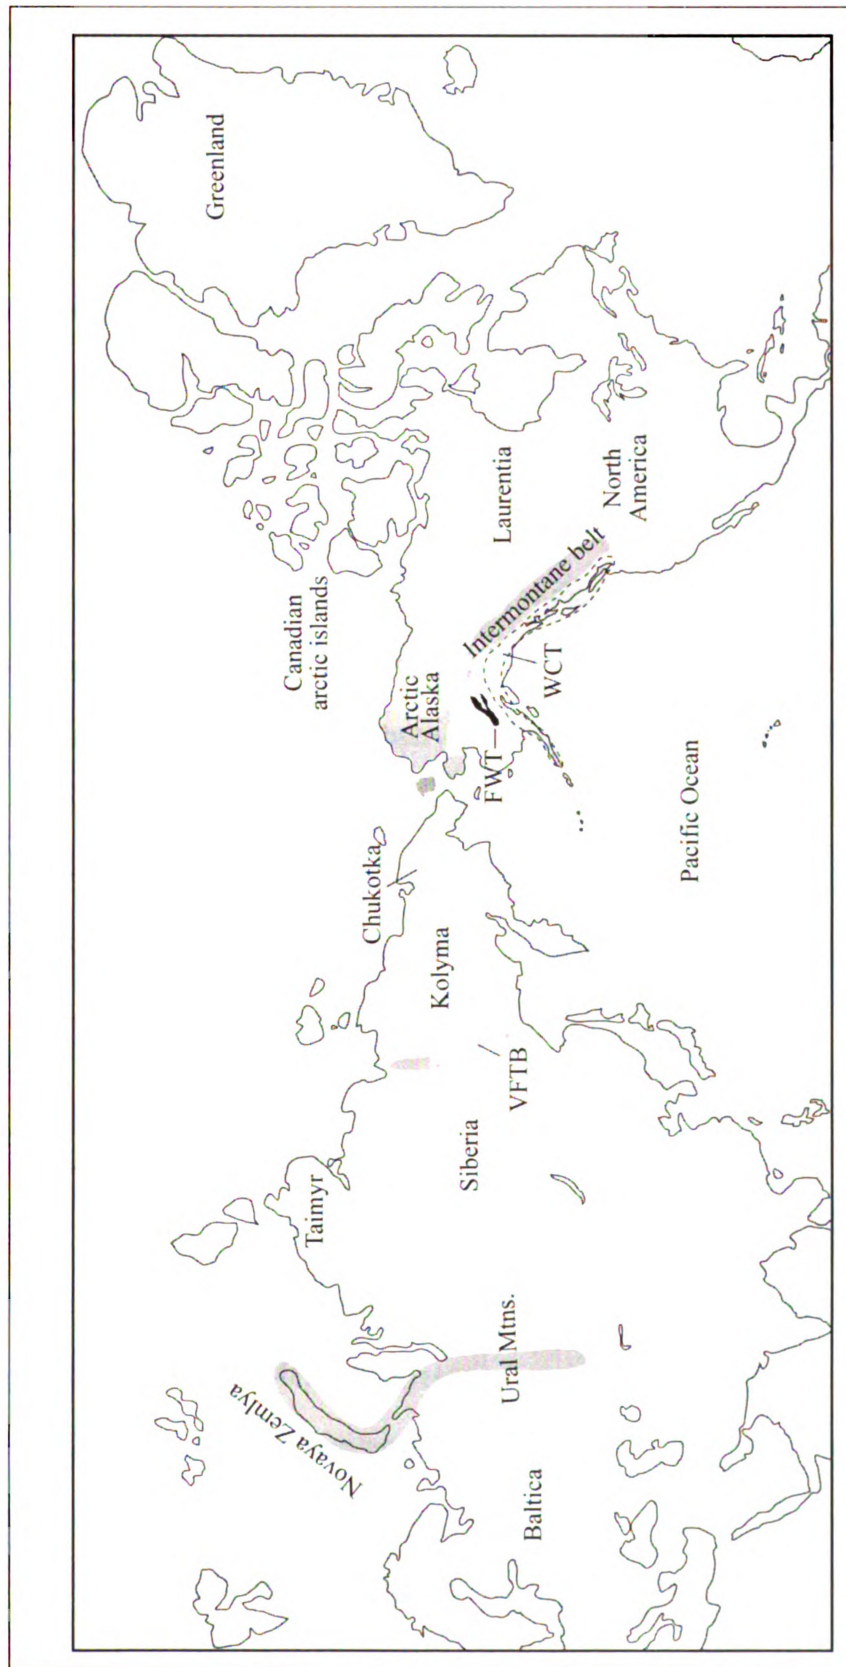 Greenland
Canadian
arctic islands
Laurentia
North
America
Intermontane belt
Arctic
Alaska
WCT
FWT
Chukotka
Kolyma
Pacific Ocean
VFTB
Siberia
Taimyr
Ural Mtns.
Novaya Zemlya
Baltica